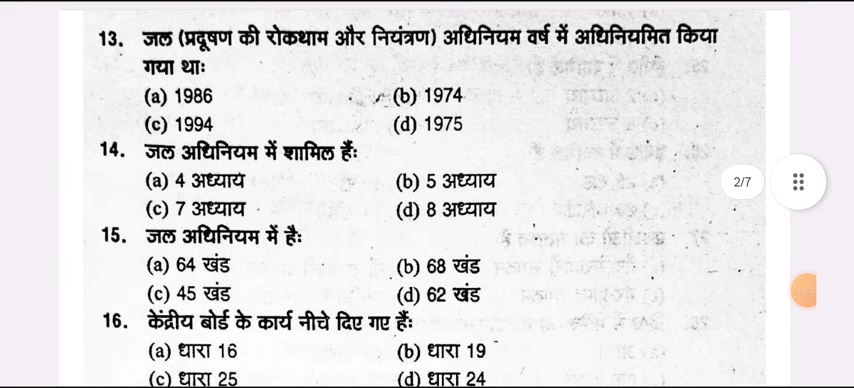 13. जल (प्रदूषण की रोकथाम और नियंत्रण) अधिनियम वर्ष में अधिनियमित किया
गया थाः
(a) 1986 (b) 1974
(c) 1994 (d) 1975
14. जल अधिनियम में शामिल हैंः
(a) 4 अध्याय (b) 5 अध्याय
(c) 7 अध्याय (d) 8 अध्याय
2/7
15. जल अधिनियम में हैः
(a) 64 खंड (b) 68 खंड
(c) 45 खंड (d) 62 खंड
16. केंद्रीय बोर्ड के कार्य नीचे दिए गए हैंः
(a) धारा 16 (b) धारा 19
(c) धारा 25 (d) धारा 24